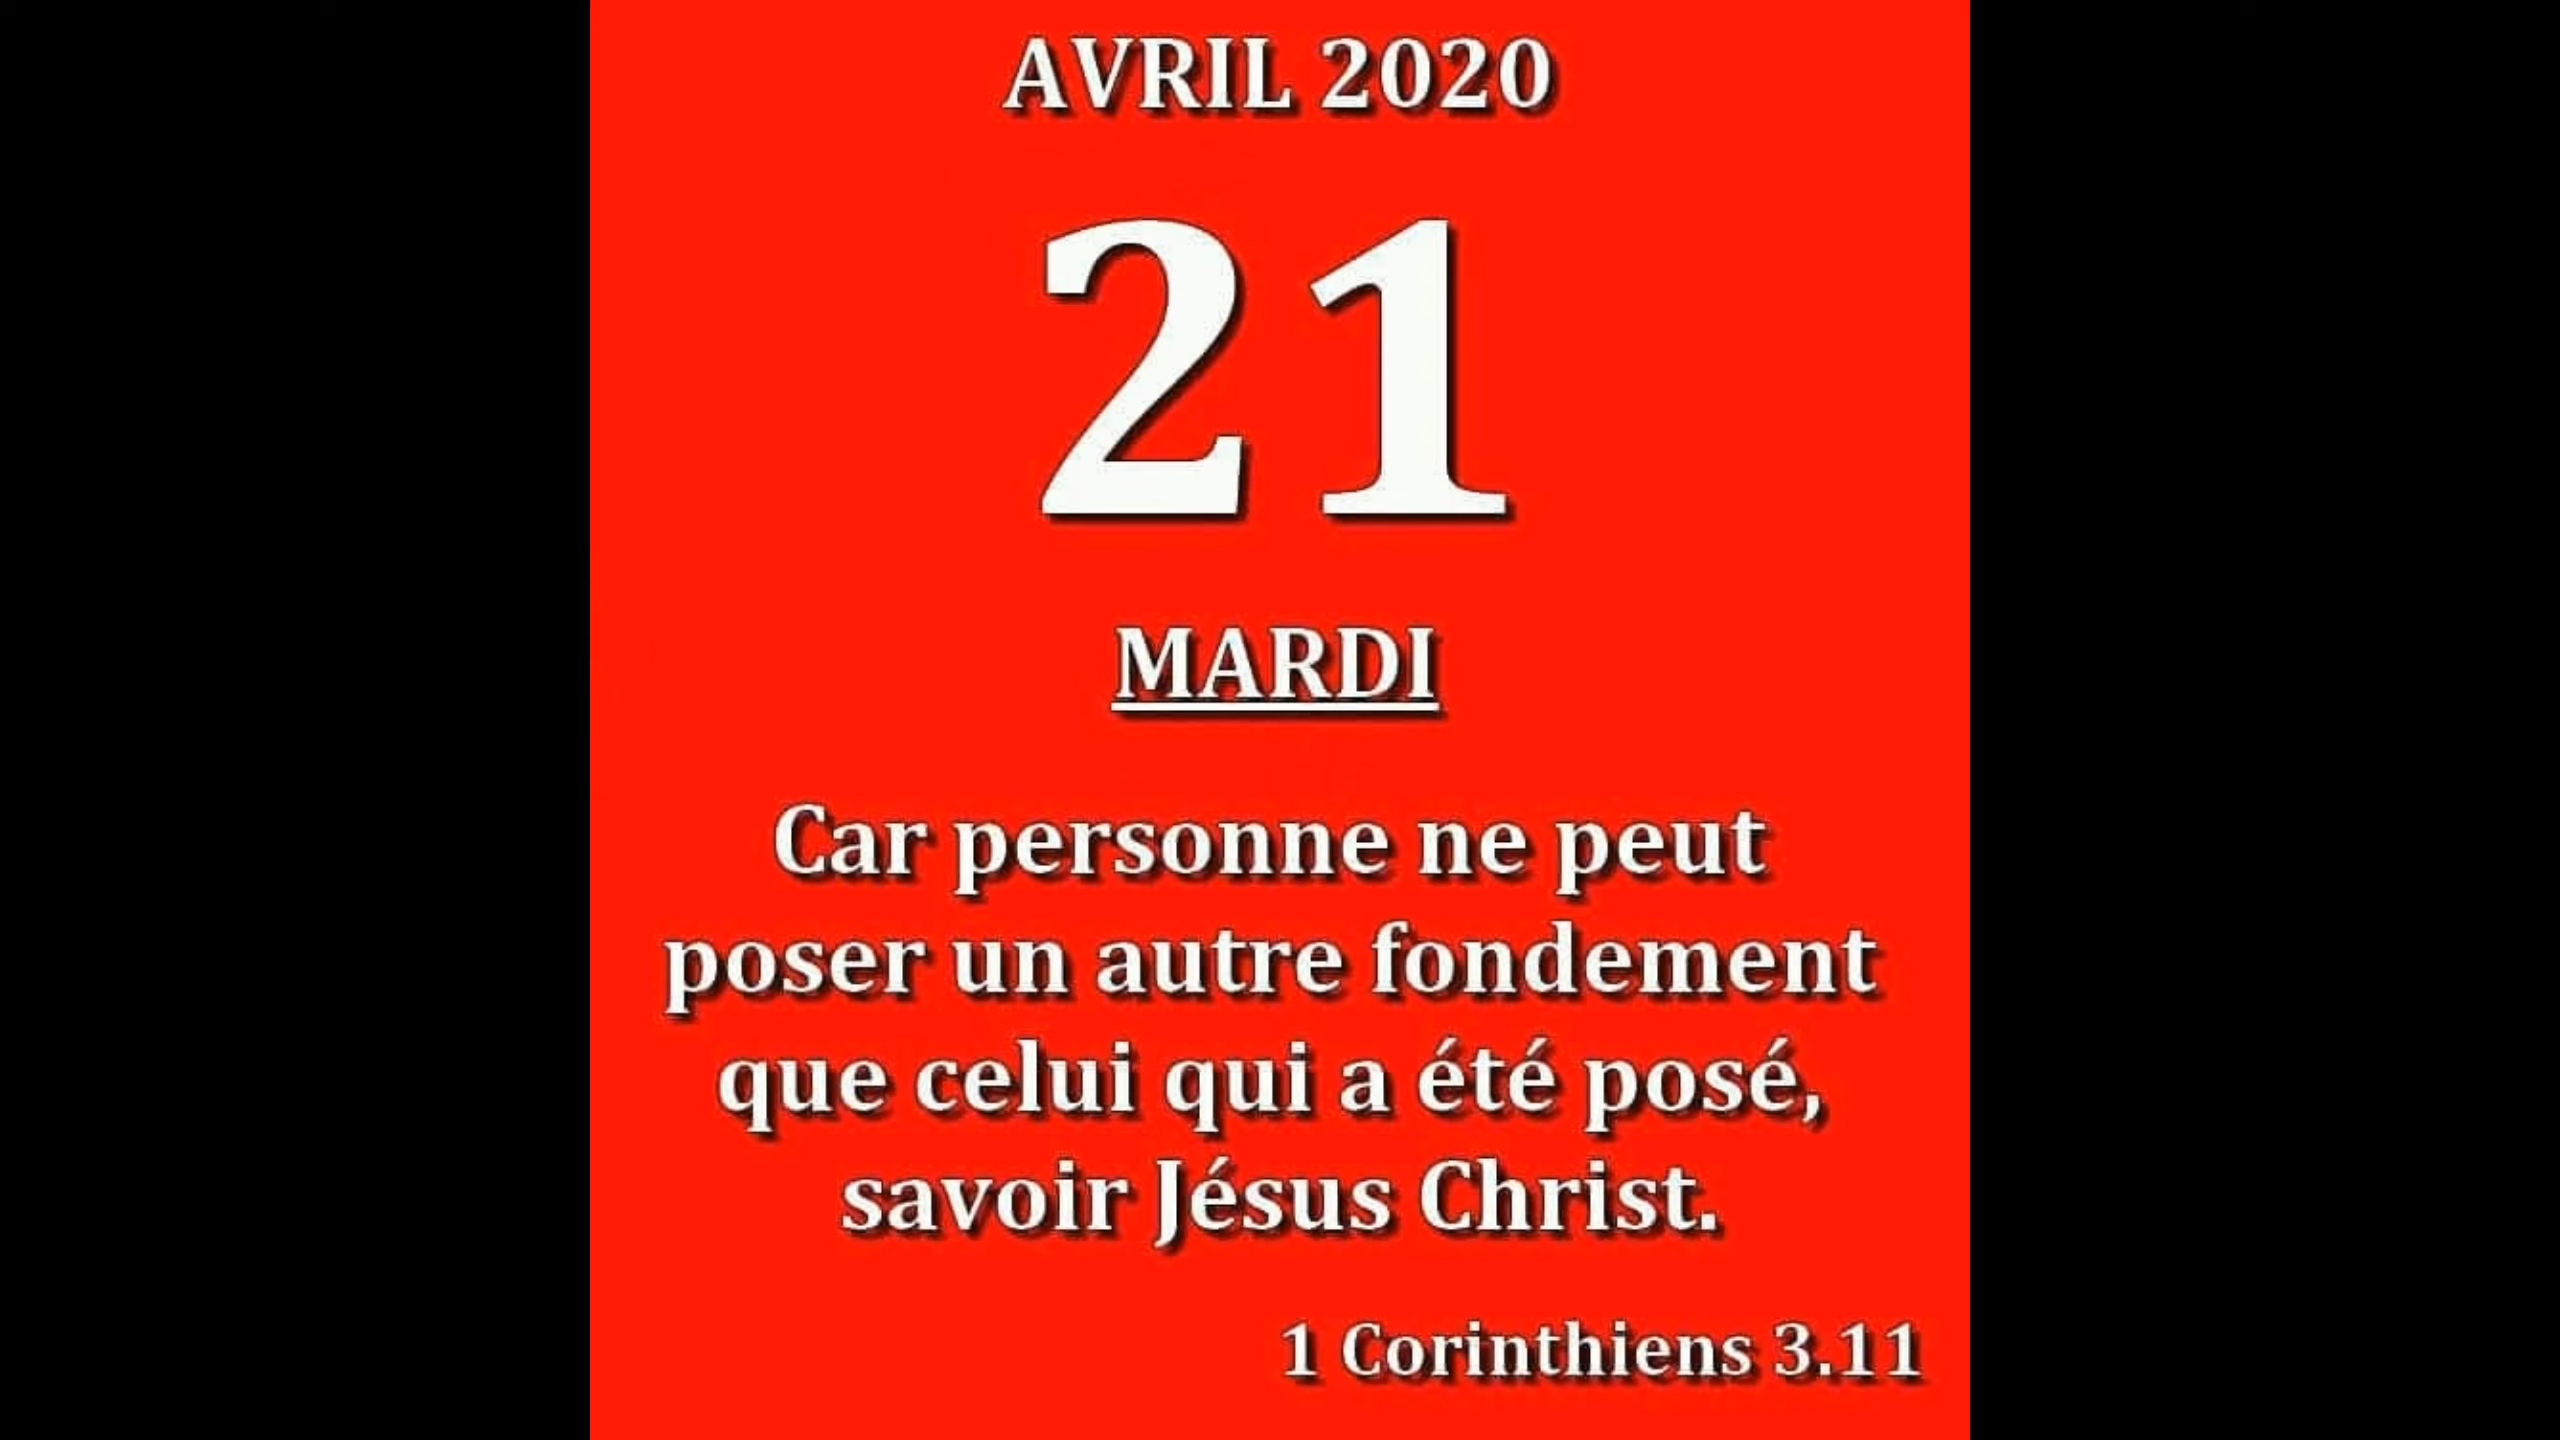 AVRIL 2020
21
MARDI
Car personne ne peut
poser un autre fondement
que celui qui a été posé,
savoir Jésus Christ.
1 Corinthiens 3.11